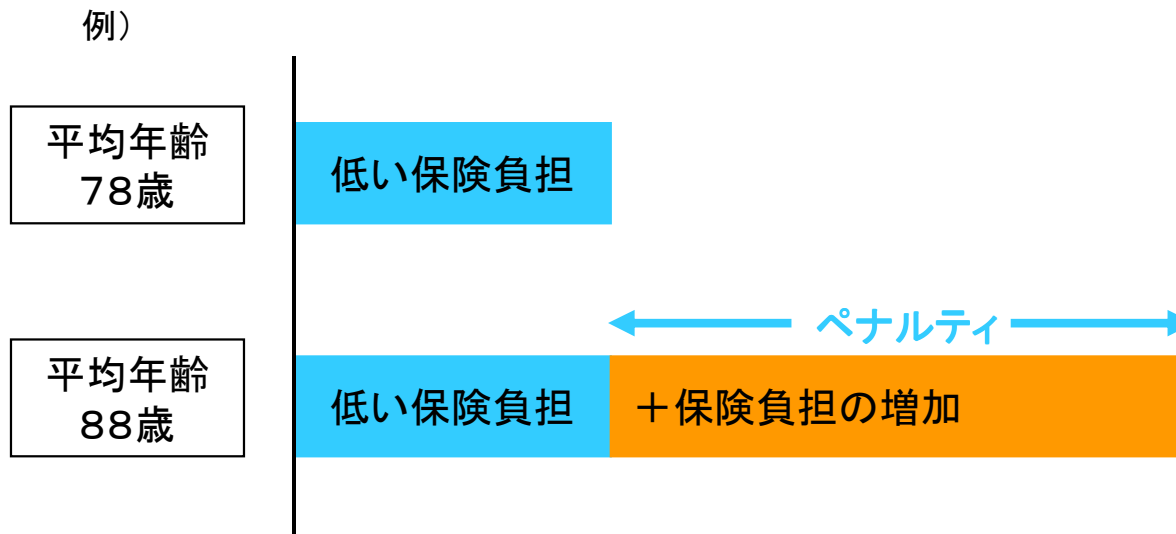 例）
平均年齢
７８歳
低い保険負担
ペナルティ
平均年齢
８８歳
低い保険負担
＋保険負担の増加